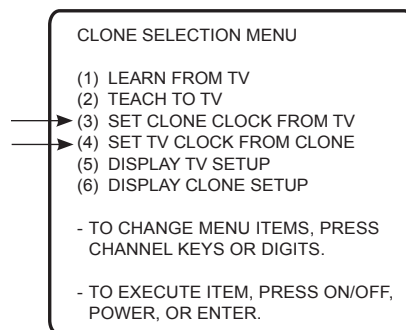 CLONE SELECTION MENU
(1) LEARN FROM TV
(2) TEACH TO TV
(3) SET CLONE CLOCK FROM TV
(4) SET TV CLOCK FROM CLONE
(5) DISPLAY TV SETUP
(6) DISPLAY CLONE SETUP
- TO CHANGE MENU ITEMS, PRESS
CHANNEL KEYS OR DIGITS.
- TO EXECUTE ITEM, PRESS ON/OFF,
POWER, OR ENTER.